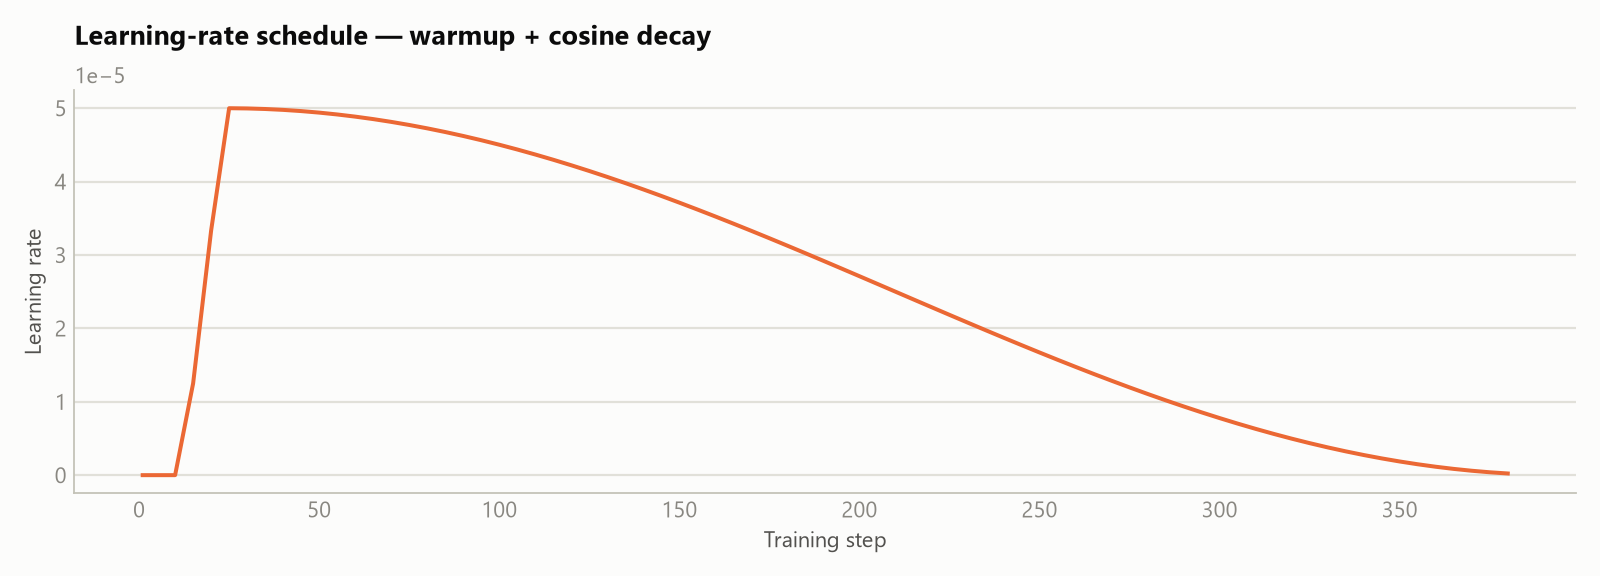 Learning-rate schedule — warmup + cosine decay
1e−5
5
4
3
2
1
0
Learning rate
0 50 100 150 200 250 300 350
Training step